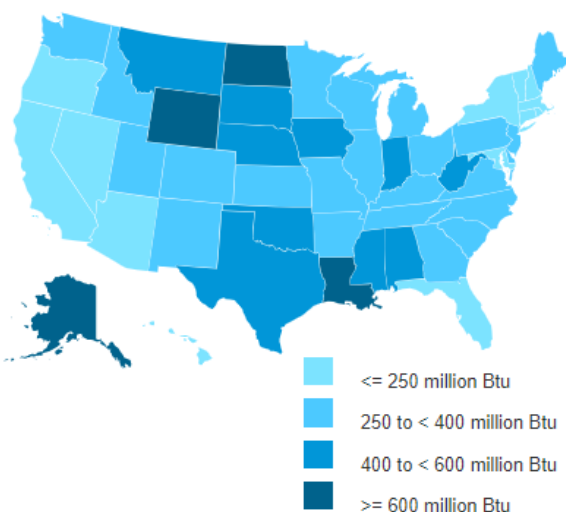 <= 250 million Btu
250 to < 400 million Btu
400 to < 600 million Btu
>= 600 million Btu